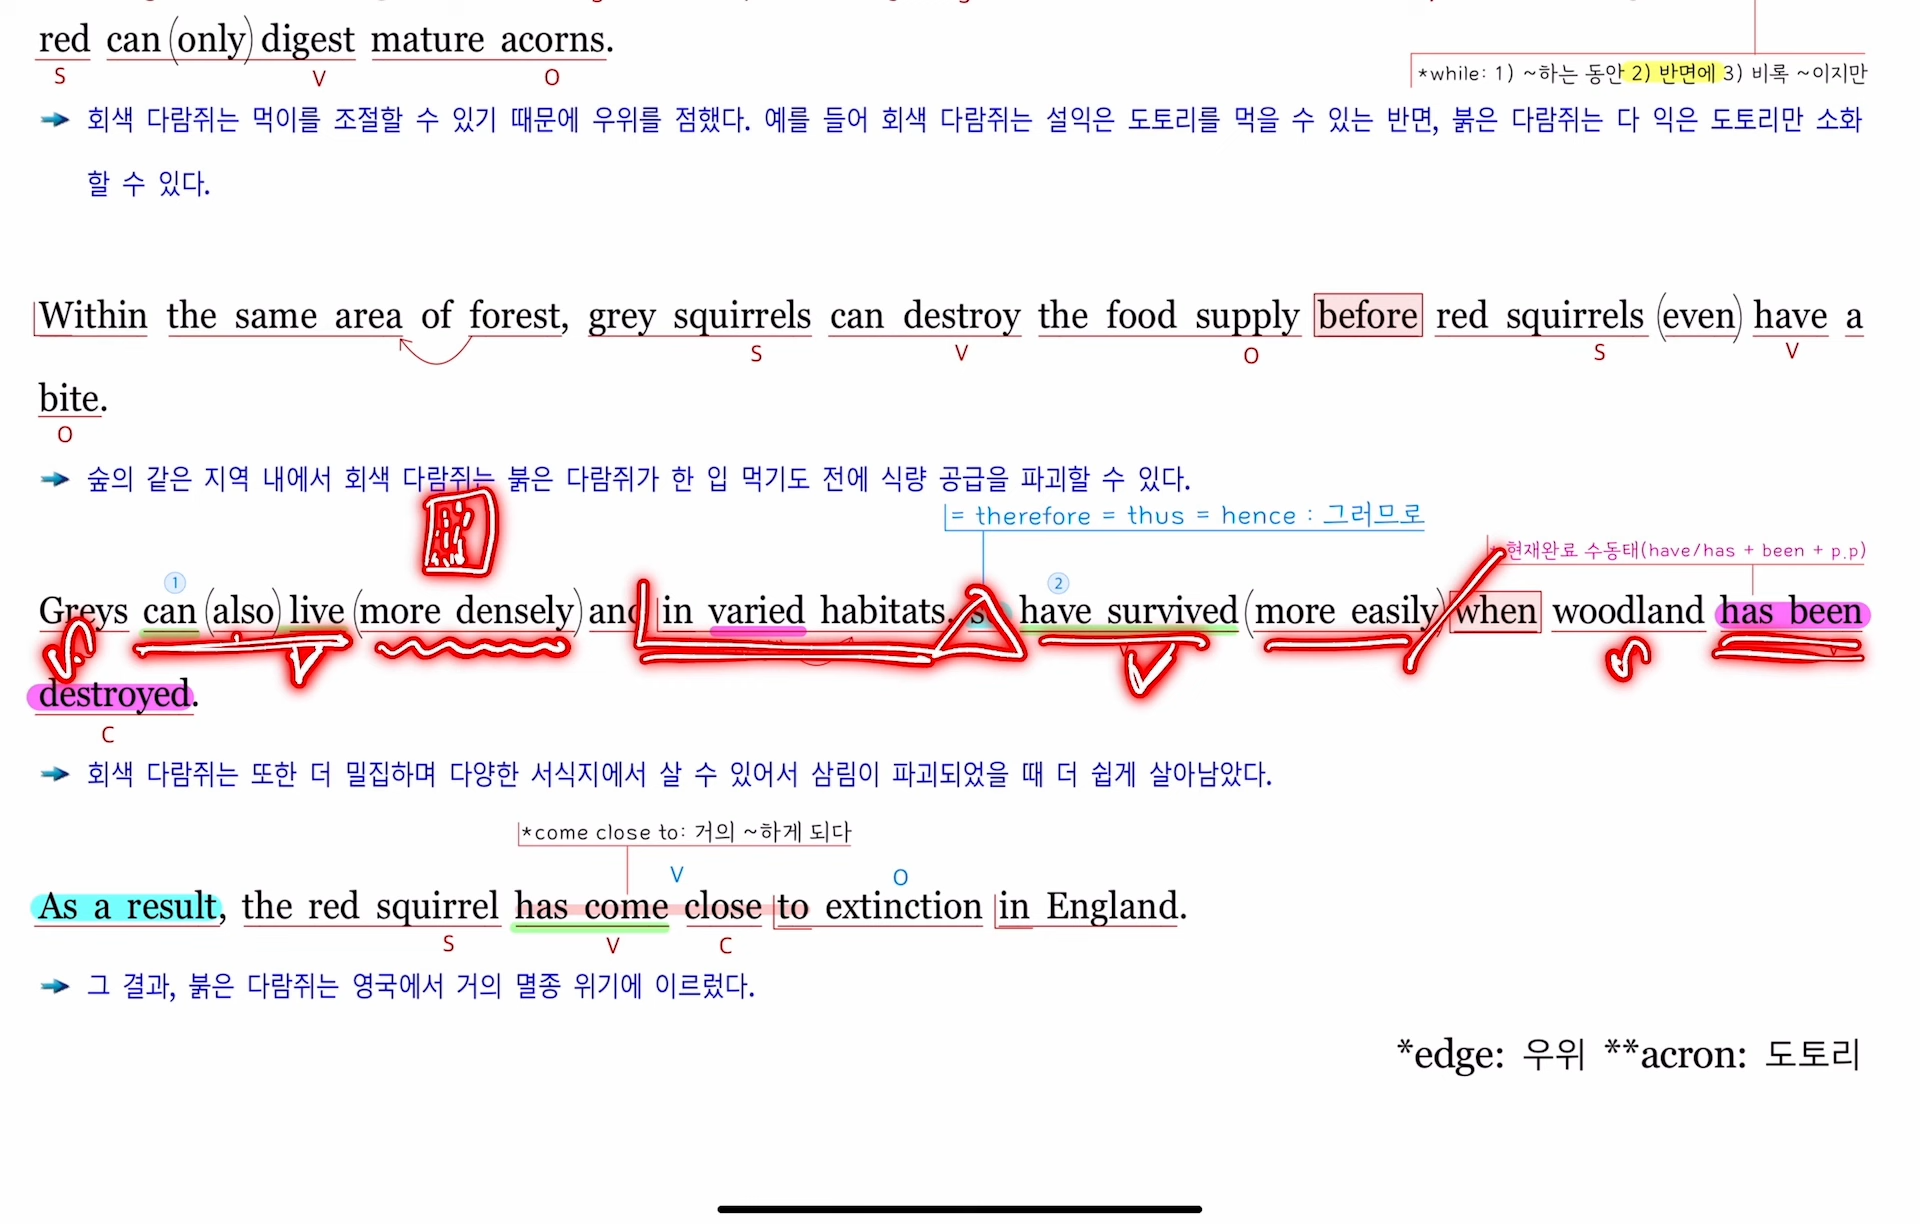 red can (only) digest mature acorns.
S V O
*while: 1) ~하는 동안 2) 반면에 3) 비록 ~이지만
회색 다람쥐는 먹이를 조절할 수 있기 때문에 우위를 점했다. 예를 들어 회색 다람쥐는 설익은 도토리를 먹을 수 있는 반면, 붉은 다람쥐는 다 익은 도토리만 소화
할 수 있다.
Within the same area of forest, grey squirrels can destroy the food supply before red squirrels (even) have a
S V O S V
bite.
O
숲의 같은 지역 내에서 회색 다람쥐는 붉은 다람쥐가 한 입 먹기도 전에 식량 공급을 파괴할 수 있다.
= therefore = thus = hence : 그러므로
현재완료 수동태(have/has + been + p.p)
① ②
Greys can (also) live (more densely) and in varied habitats, have survived (more easily) when woodland has been
S V V S V
destroyed.
C
회색 다람쥐는 또한 더 밀집하며 다양한 서식지에서 살 수 있어서 삼림이 파괴되었을 때 더 쉽게 살아남았다.
*come close to: 거의 ~하게 되다
V O
As a result, the red squirrel has come close to extinction in England.
S V C
그 결과, 붉은 다람쥐는 영국에서 거의 멸종 위기에 이르렀다.
*edge: 우위 **acron: 도토리